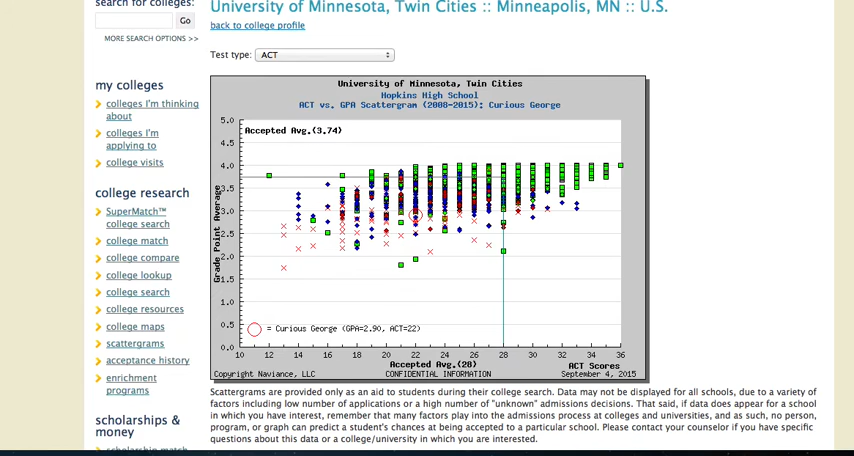 search for colleges:
Go
MORE SEARCH OPTIONS >>
my colleges
colleges I'm thinking
about
colleges I'm
applying to
college visits
college research
SuperMatch™
college search
college match
college compare
college lookup
college search
college resources
college maps
scattergrams
acceptance history
enrichment
programs
scholarships &
money
scholarship match
University of Minnesota, Twin Cities :: Minneapolis, MN :: U.S.
back to college profile
Test type: ACT
University of Minnesota, Twin Cities
Hopkins High School
ACT vs. GPA Scattergram (2008-2015): Curious George
Accepted Avg.(3.74)
Grade Point Average
5.0
4.5
4.0
3.5
3.0
2.5
2.0
1.5
1.0
0.5
0.0
= Curious George (GPA=2.90, ACT=22)
10 12 14 16 18 20 22 24 26 28 30 32 34 36
Accepted Avg.(28) ACT Scores
Copyright Naviance, LLC CONFIDENTIAL INFORMATION September 4, 2015
Scattergrams are provided only as an aid to students during their college search. Data may not be displayed for all schools, due to a variety of
factors including low number of applications or a high number of "unknown" admissions decisions. That said, if data does appear for a school
in which you have interest, remember that many factors play into the admissions process at colleges and universities, and as such, no person,
program, or graph can predict a student's chances at being accepted to a particular school. Please contact your counselor if you have specific
questions about this data or a college/university in which you are interested.